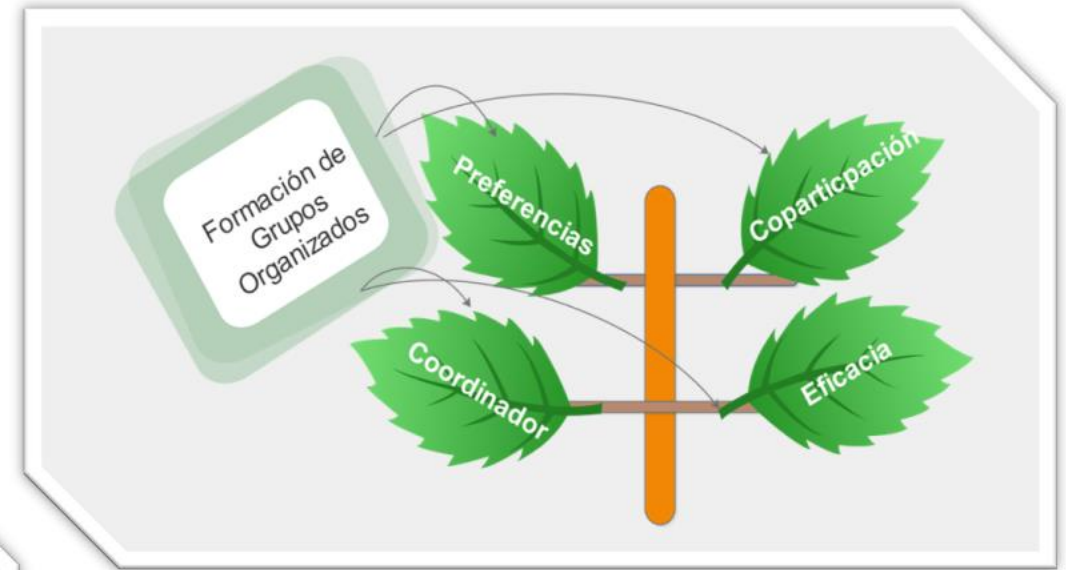 Formación de
Grupos
Organizados
Preferencias
Coparticpación
Coordinador
Eficacia